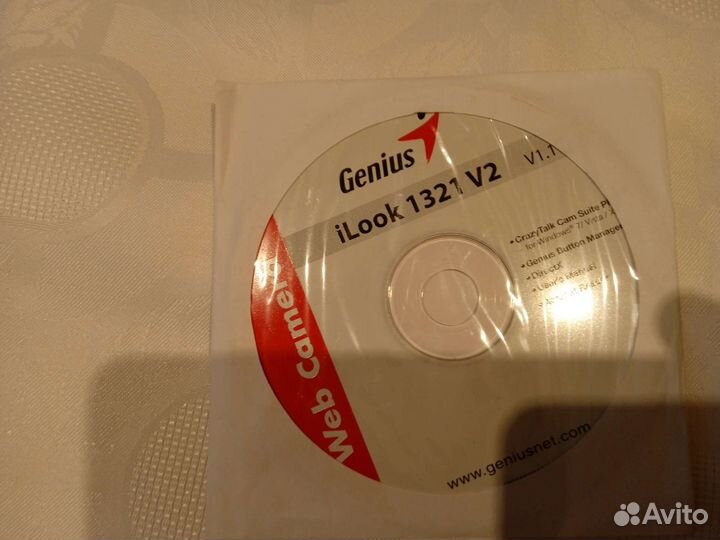 Genius
iLook 1321 V2
V1.1
• CrazyTalk Cam Suite
for Windows® 7/ Vista /
• Genius Button Manager
• DirectX
• User's Manual
Web Camera
www.geniusnet.com
Avito